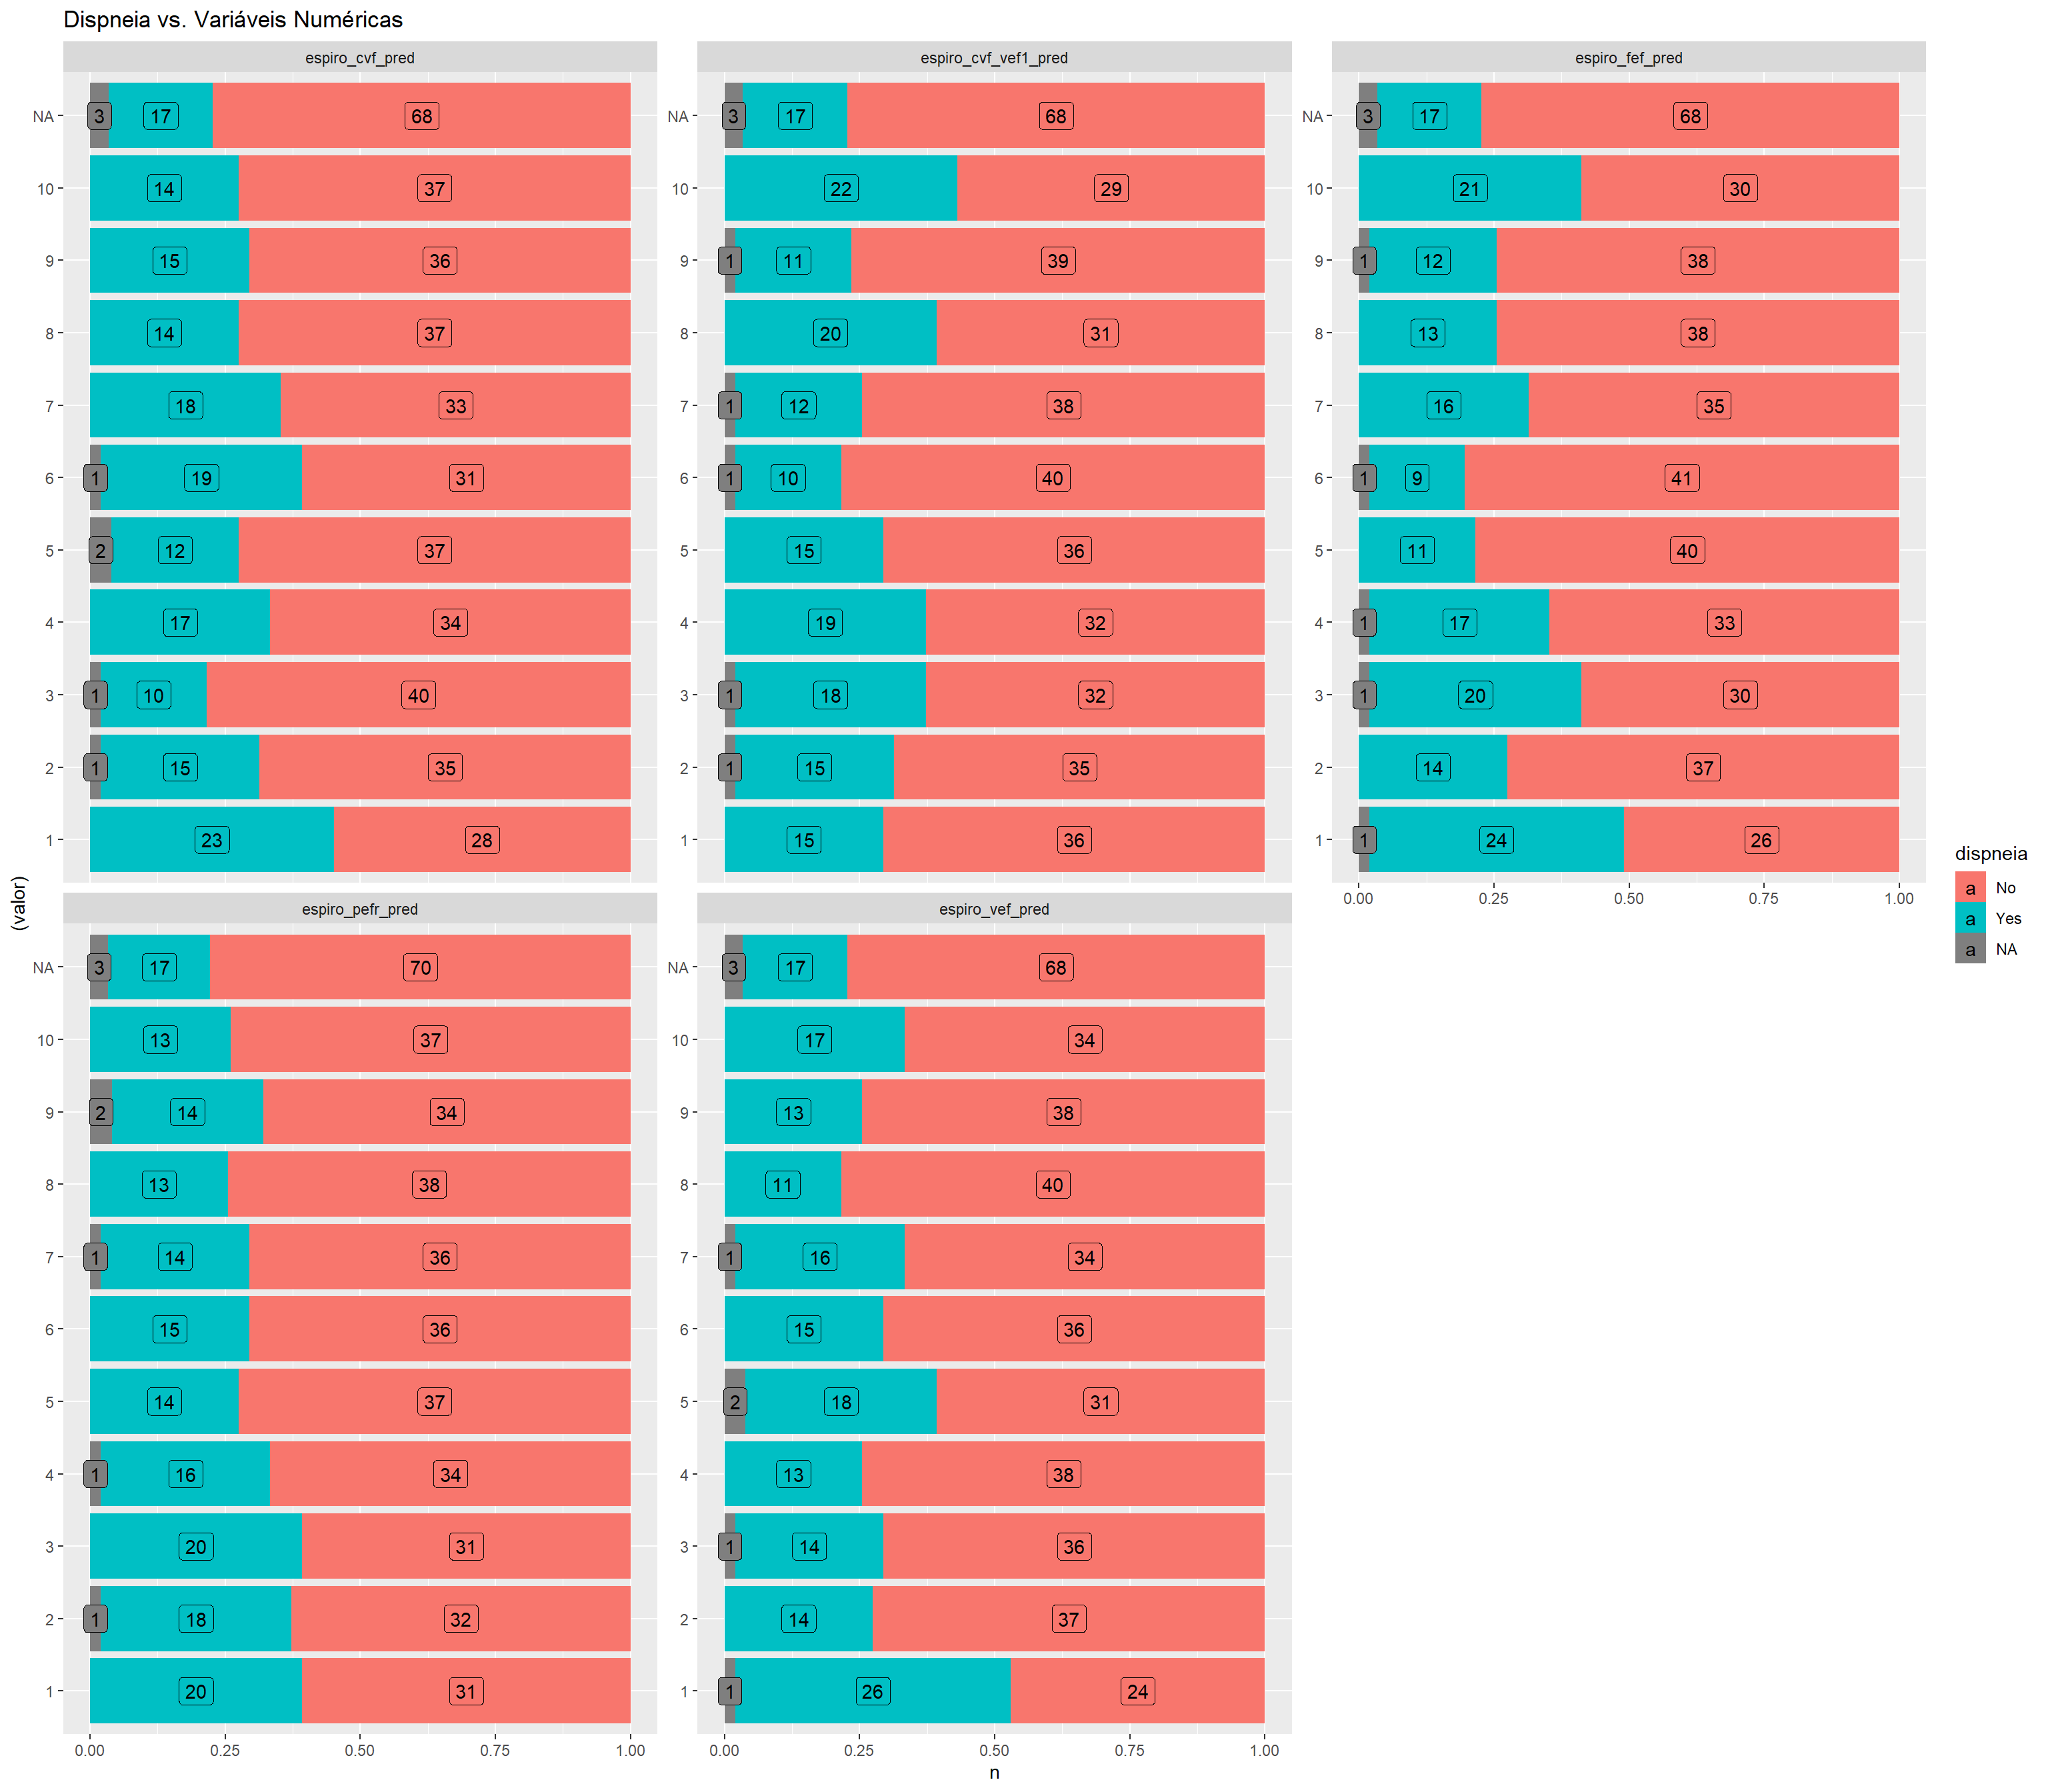 Dispneia vs. Variáveis Numéricas
espiro_cvf_pred
espiro_cvf_vef1_pred
espiro_fef_pred
NA 3 17 68
10 14 37
9 15 36
8 14 37
7 18 33
6 1 19 31
5 2 12 37
4 17 34
3 1 10 40
2 1 15 35
1 23 28
NA 3 17 68
10 22 29
9 1 11 39
8 20 31
7 1 12 38
6 1 10 40
5 15 36
4 19 32
3 1 18 32
2 1 15 35
1 15 36
NA 3 17 68
10 21 30
9 1 12 38
8 13 38
7 16 35
6 1 9 41
5 11 40
4 1 17 33
3 1 20 30
2 14 37
1 1 24 26
0.00 0.25 0.50 0.75 1.00
(valor)
espiro_pefr_pred
espiro_vef_pred
NA 3 17 70
10 13 37
9 2 14 34
8 13 38
7 1 14 36
6 15 36
5 14 37
4 1 16 34
3 20 31
2 1 18 32
1 20 31
0.00 0.25 0.50 0.75 1.00
NA 3 17 68
10 17 34
9 13 38
8 11 40
7 1 16 34
6 15 36
5 2 18 31
4 13 38
3 1 14 36
2 14 37
1 1 26 24
0.00 0.25 0.50 0.75 1.00
n
dispneia
a No
a Yes
a NA